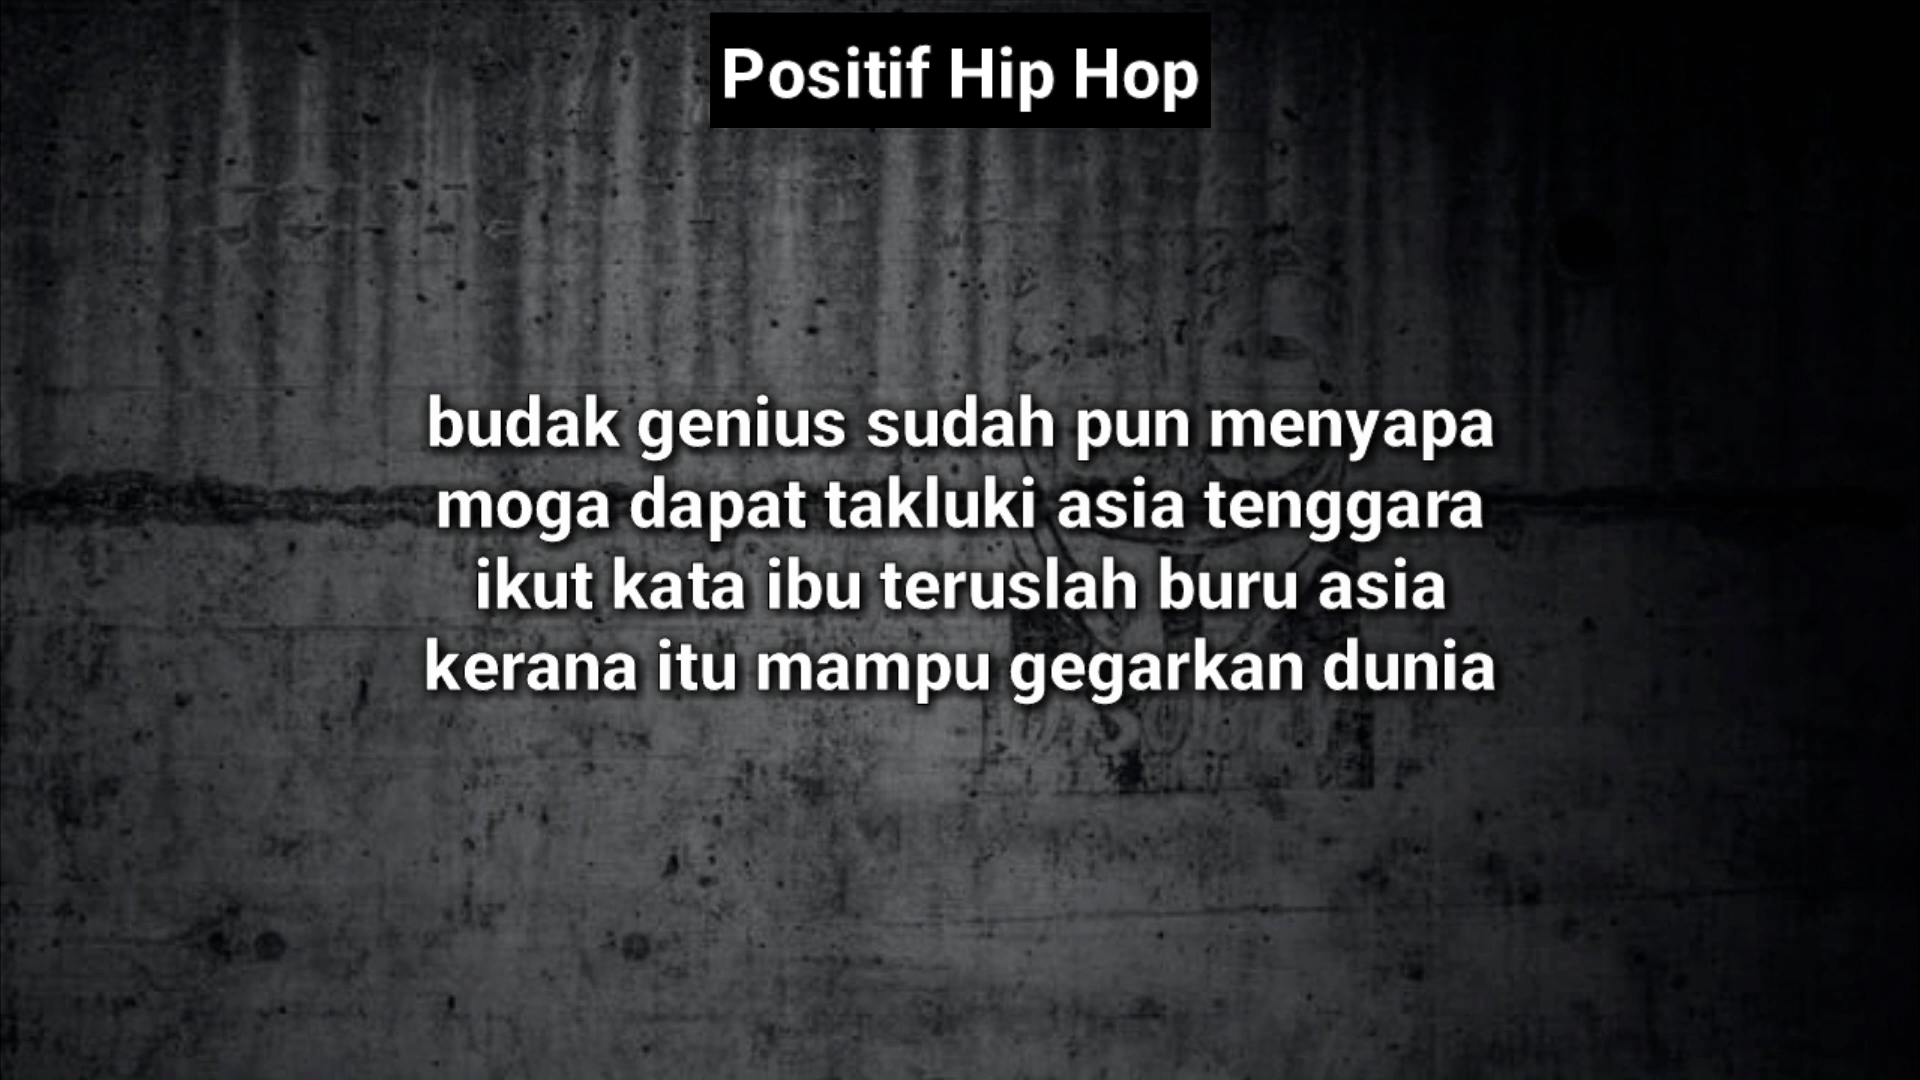 Positif Hip Hop
budak genius sudah pun menyapa
moga dapat takluki asia tenggara
ikut kata ibu teruslah buru asia
kerana itu mampu gegarkan dunia